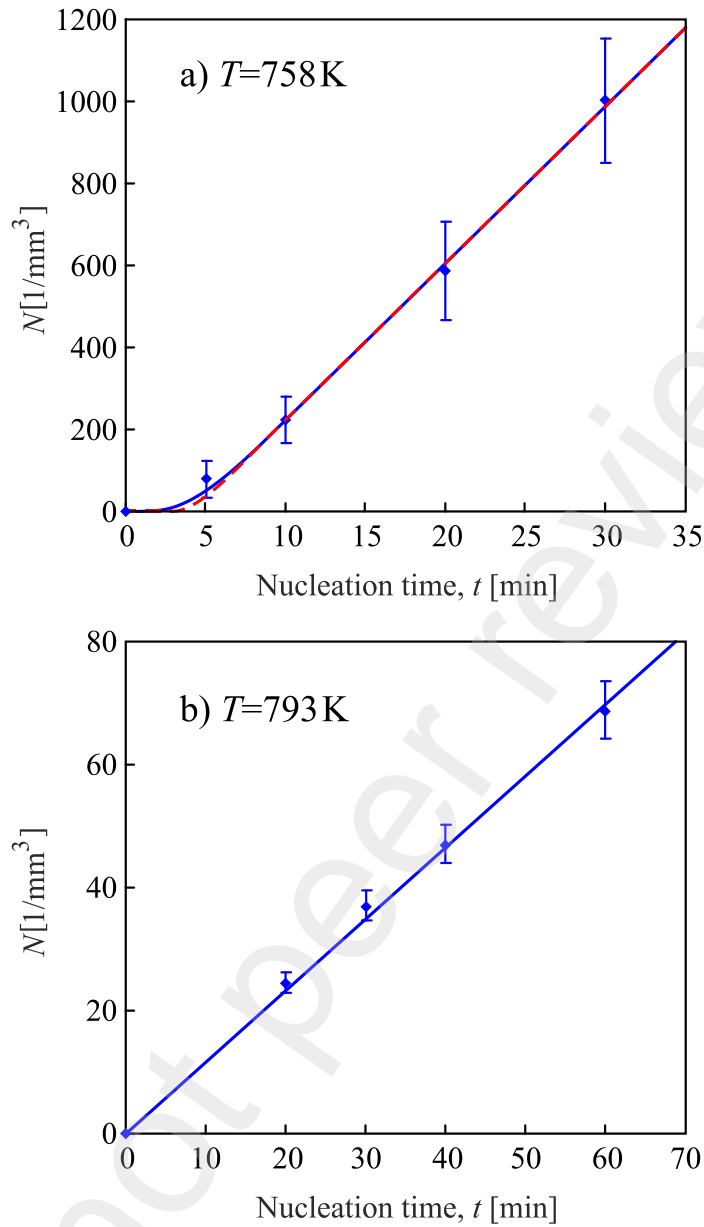 1200
a) T=758K
1000
800
N[1/mm³]
600
400
200
0
0 5 10 15 20 25 30 35
Nucleation time, t [min]
80
b) T=793K
60
N[1/mm³]
40
20
0
0 10 20 30 40 50 60 70
Nucleation time, t [min]
not peer review